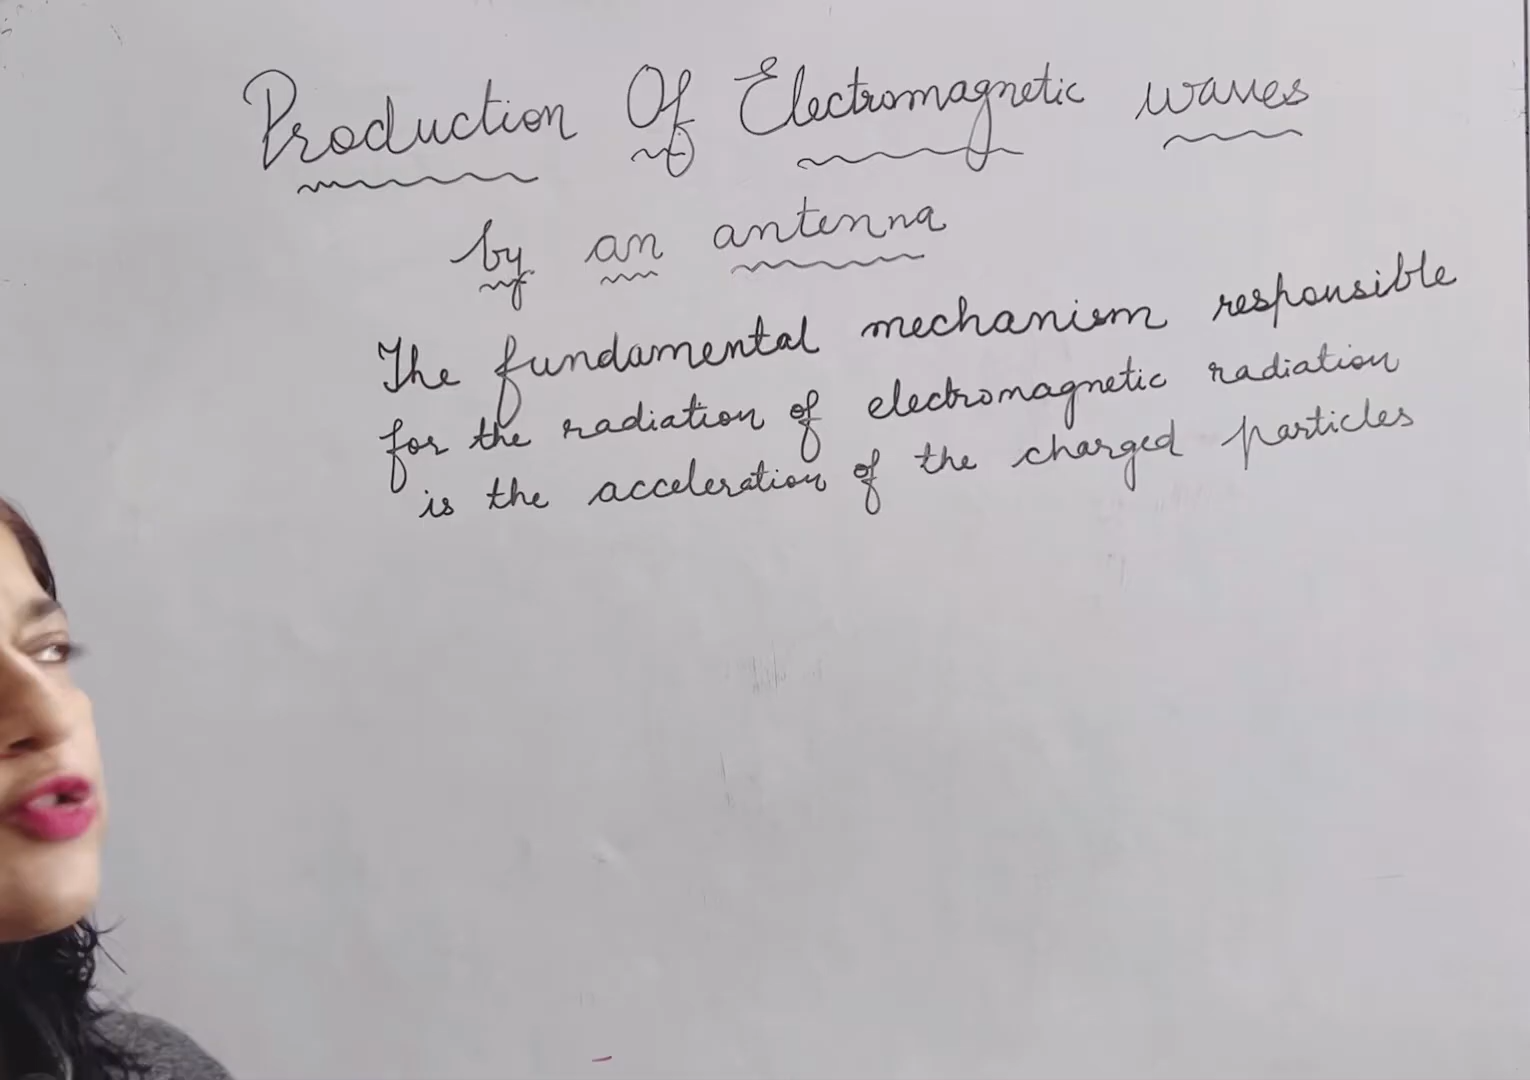 Production Of Electromagnetic waves
by an antenna
The fundamental mechanism responsible
for the radiation of electromagnetic radiation
is the acceleration of the charged particles